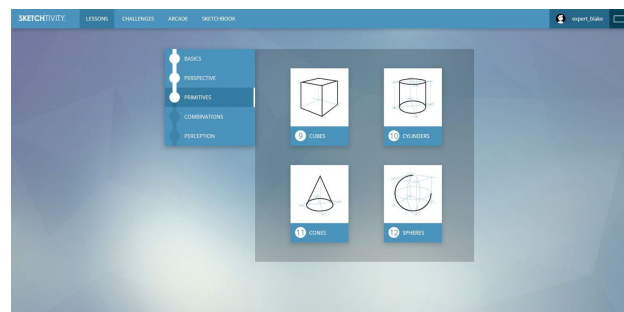 SKETCHTIVITY. LESSONS CHALLENGES ARCADE SKETCHBOOK expert_blake
BASICS
PERSPECTIVE
PRIMITIVES
COMBINATIONS
PERCEPTION
9 CUBES
10 CYLINDERS
11 CONES
12 SPHERES